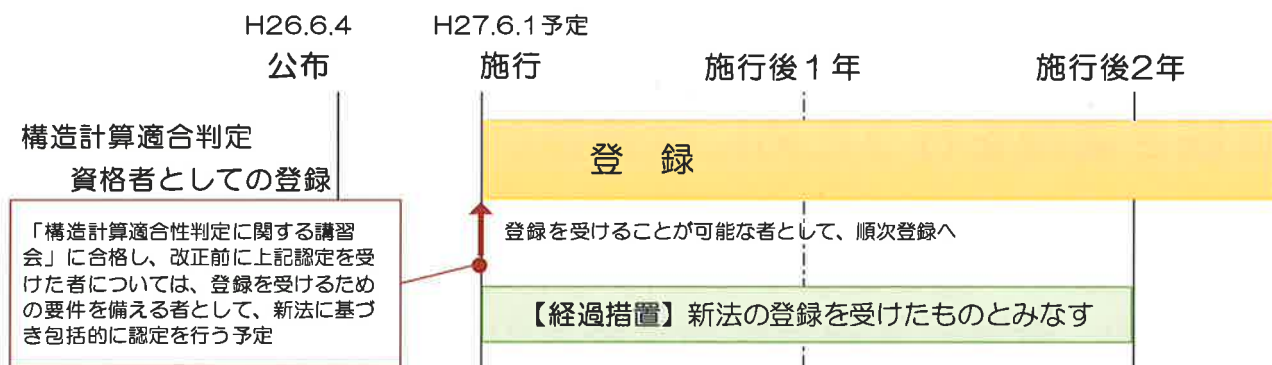 H26.6.4
H27.6.1予定
公布
施行
施行後1年
施行後2年
構造計算適合判定
資格者としての登録
登 録
「構造計算適合性判定に関する講習
会」に合格し、改正前に上記認定を受
けた者については、登録を受けるため
の要件を備える者として、新法に基づ
き包括的に認定を行う予定
登録を受けることが可能な者として、順次登録へ
【経過措置】新法の登録を受けたものとみなす